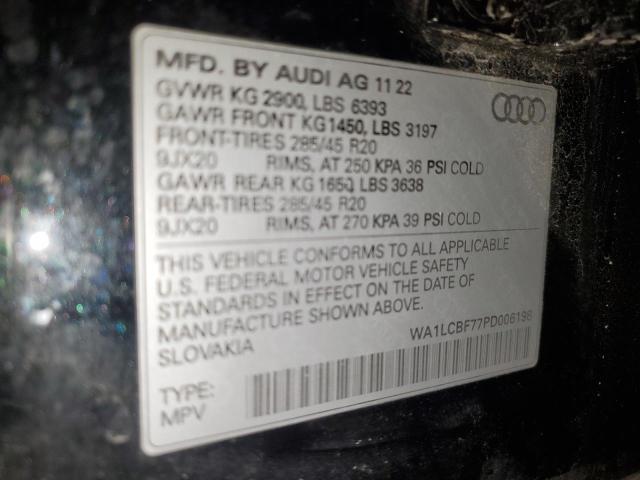 MFD. BY AUDI AG 11 22
GVWR KG 2900, LBS 6393
GAWR FRONT KG1450, LBS 3197
FRONT-TIRES 285/45 R20
9JX20 RIMS, AT 250 KPA 36 PSI COLD
GAWR REAR KG 1650, LBS 3638
REAR-TIRES 285/45 R20
9JX20 RIMS, AT 270 KPA 39 PSI COLD
THIS VEHICLE CONFORMS TO ALL APPLICABLE
U.S. FEDERAL MOTOR VEHICLE SAFETY
STANDARDS IN EFFECT ON THE DATE OF
MANUFACTURE SHOWN ABOVE.
SLOVAKIA
WA1LCBF77PD006198
TYPE:
MPV